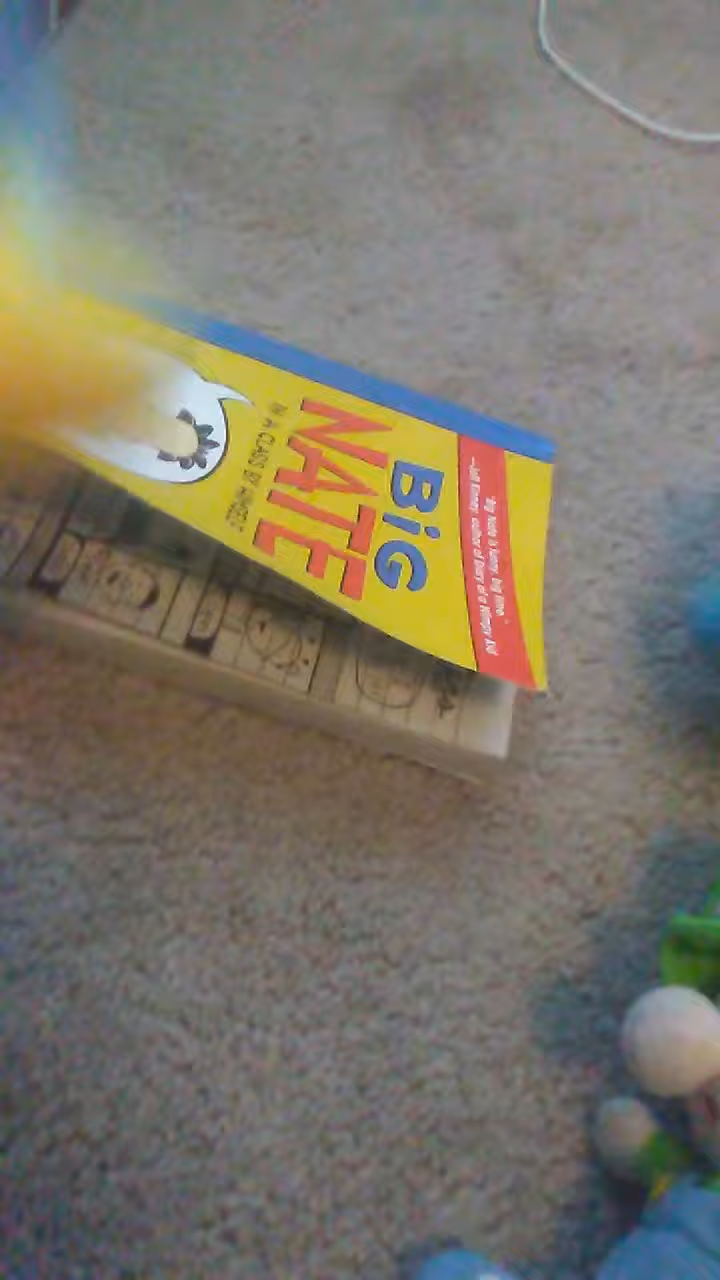 "Big Nate is funny, big time."
—Jeff Kinney, author of Diary of a Wimpy Kid
BiG
NATE
IN A CLASS BY HIMSELF